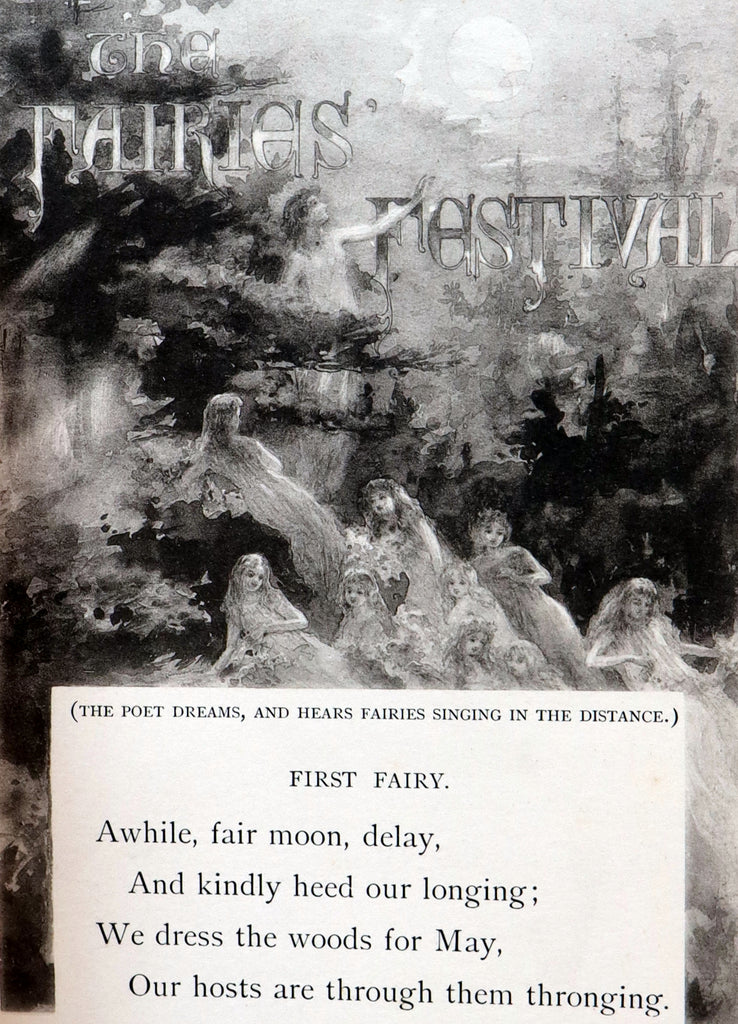 The
FAIRIES'
FESTIVAL
(THE POET DREAMS, AND HEARS FAIRIES SINGING IN THE DISTANCE.)
FIRST FAIRY.
Awhile, fair moon, delay,
And kindly heed our longing;
We dress the woods for May,
Our hosts are through them thronging.